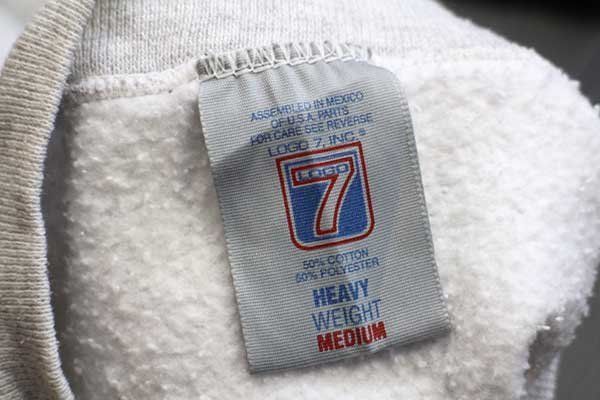 ASSEMBLED IN MEXICO
OF U.S.A. PARTS
FOR CARE SEE REVERSE
LOGO 7, INC.®
LOGO
7
50% COTTON
50% POLYESTER
HEAVY
WEIGHT
MEDIUM